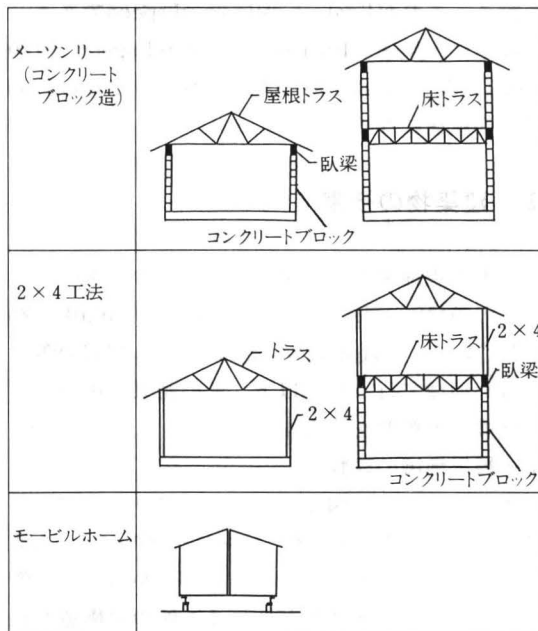 メーソンリー
(コンクリート
ブロック造)
屋根トラス
臥梁
コンクリートブロック
床トラス
2×4工法
トラス
2×4
床トラス
2×4
臥梁
コンクリートブロック
モービルホーム